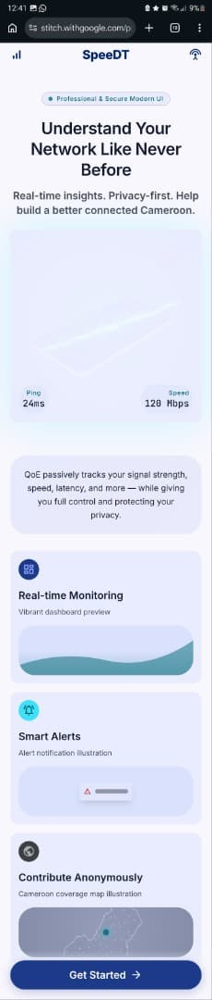 12:41
9%
stitch.withgoogle.com/p
SpeeDT
Professional & Secure Modern UI
Understand Your
Network Like Never
Before
Real-time insights. Privacy-first. Help
build a better connected Cameroon.
Ping
Speed
24ms
120 Mbps
QoE passively tracks your signal strength,
speed, latency, and more — while giving
you full control and protecting your
privacy.
Real-time Monitoring
Vibrant dashboard preview
Smart Alerts
Alert notification illustration
Contribute Anonymously
Cameroon coverage map illustration
Get Started →